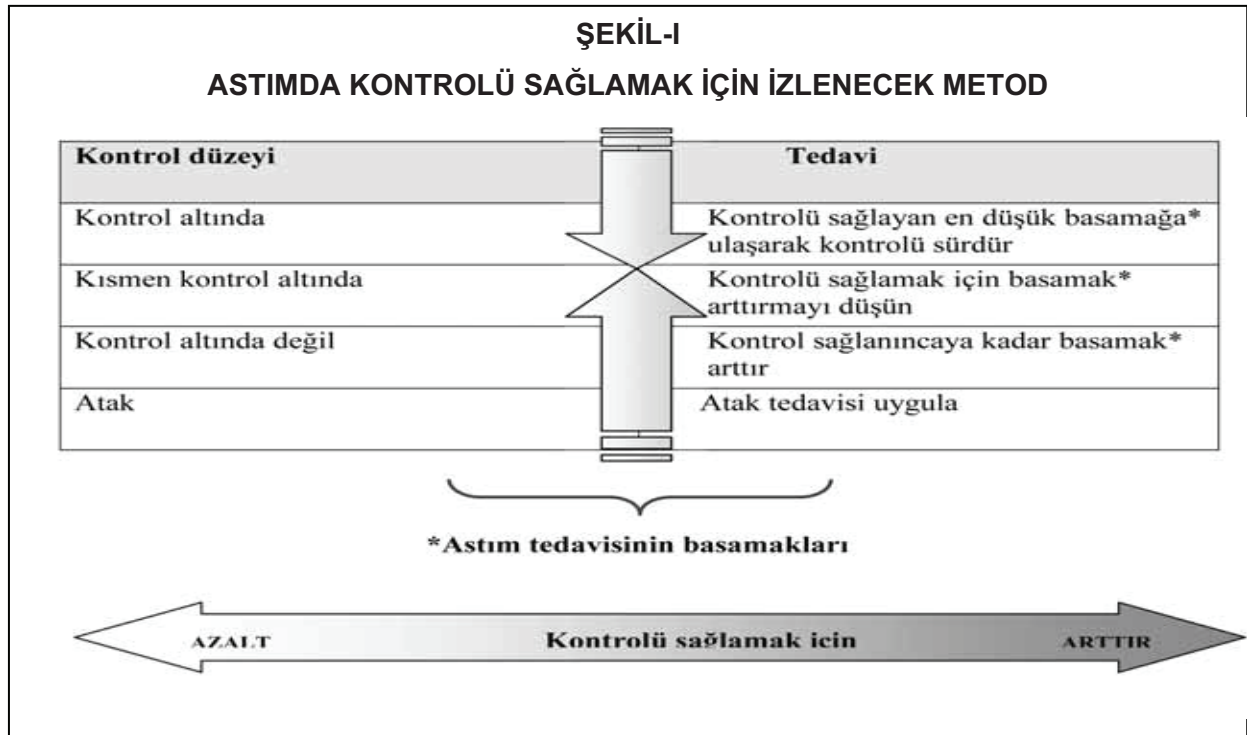 ŞEKİL-I
ASTIMDA KONTROLÜ SAĞLAMAK İÇİN İZLENECEK METOD
Kontrol düzeyi
Tedavi
Kontrol altında
Kontrolü sağlayan en düşük basamağa*
ulaşarak kontrolü sürdür
Kısmen kontrol altında
Kontrolü sağlamak için basamak*
arttırmayı düşün
Kontrol altında değil
Kontrol sağlanıncaya kadar basamak*
arttır
Atak
Atak tedavisi uygula
*Astım tedavisinin basamakları
AZALT
Kontrolü sağlamak icin
ARTTIR